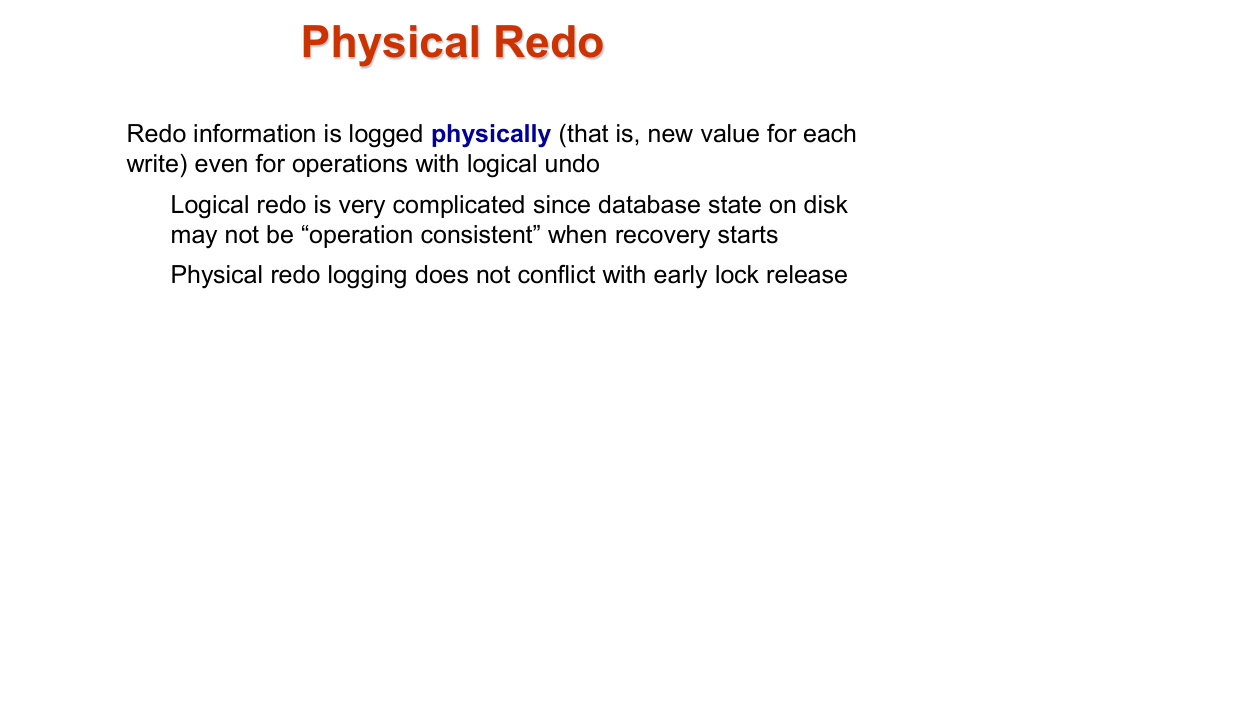 Physical Redo
Redo information is logged physically (that is, new value for each
write) even for operations with logical undo
Logical redo is very complicated since database state on disk
may not be “operation consistent” when recovery starts
Physical redo logging does not conflict with early lock release